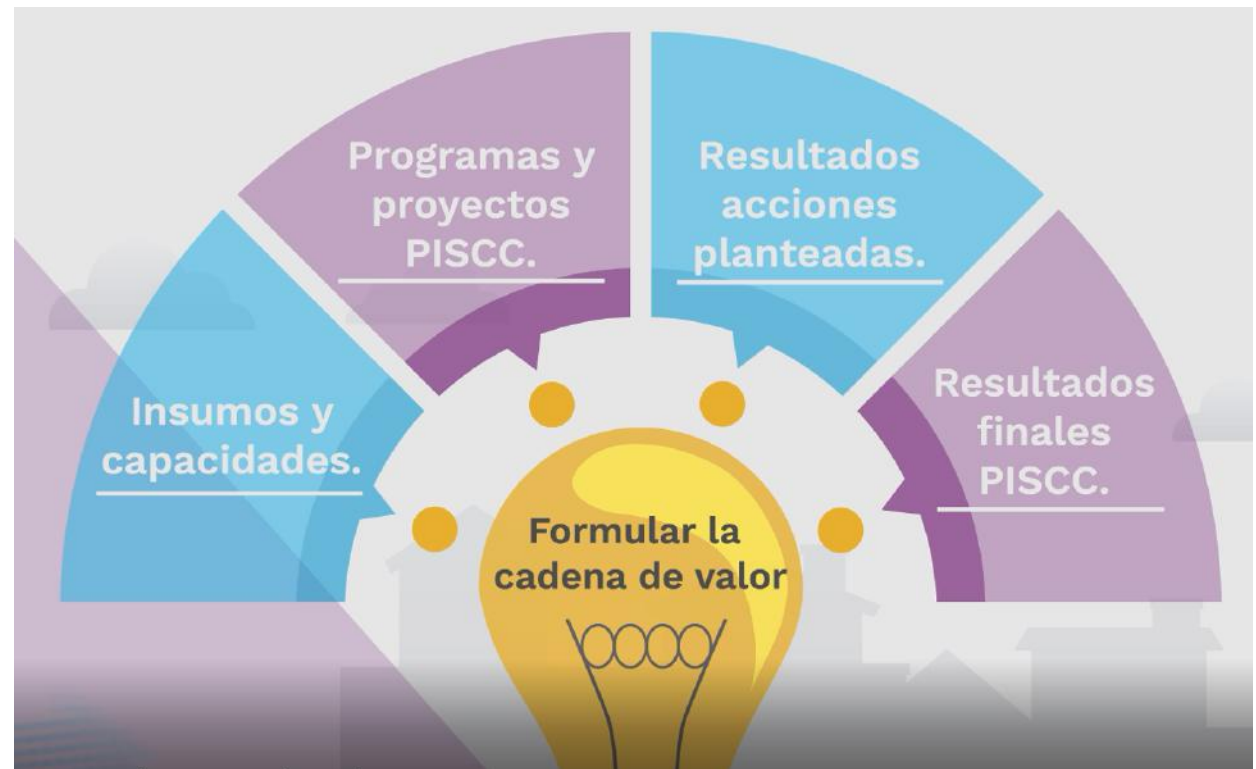 Insumos y
capacidades.
Programas y
proyectos
PISCC.
Resultados
acciones
planteadas.
Resultados
finales
PISCC.
Formular la
cadena de valor